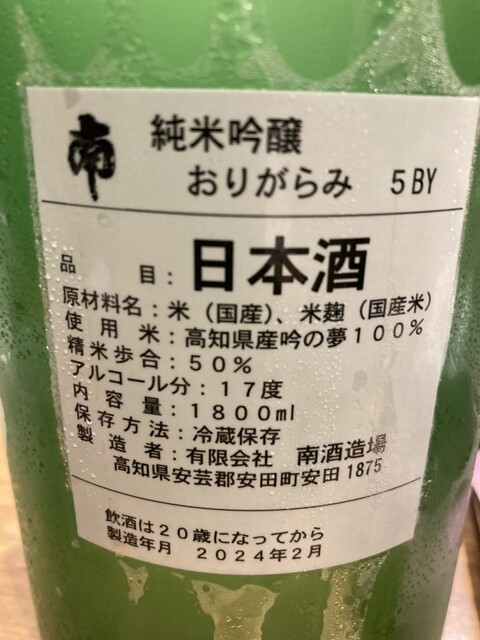 南 純米吟醸
おりがらみ 5BY
品目：日本酒
原材料名：米（国産）、米麹（国産米）
使用米：高知県産吟の夢１００％
精米歩合：５０％
アルコール分：１７度
内容量：１８００ml
保存方法：冷蔵保存
製造者：有限会社 南酒造場
高知県安芸郡安田町安田1875
飲酒は２０歳になってから
製造年月 ２０２４年２月